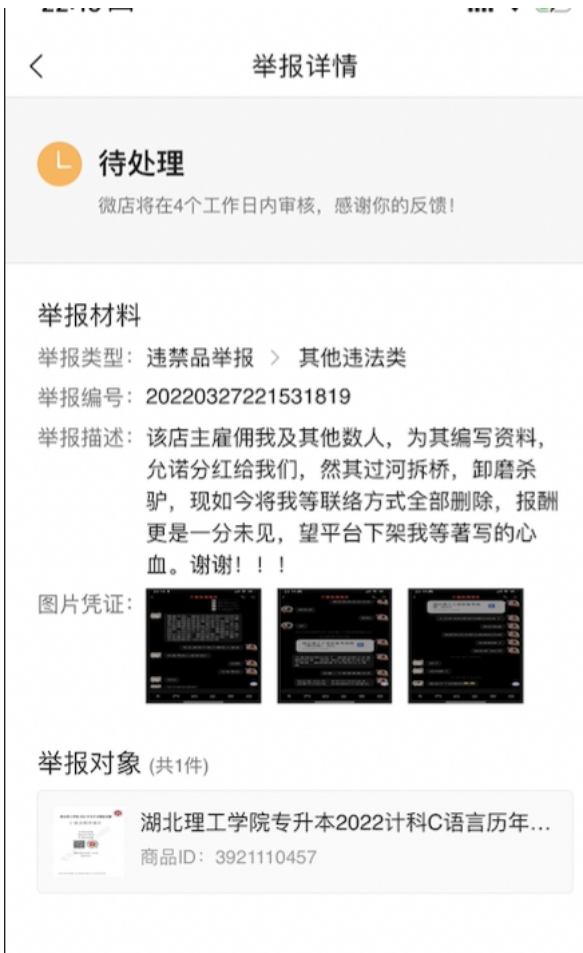 举报详情
待处理
微店将在4个工作日内审核，感谢你的反馈！
举报材料
举报类型：违禁品举报 > 其他违法类
举报编号：20220327221531819
举报描述：该店主雇佣我及其他数人，为其编写资料，
允诺分红给我们，然其过河拆桥，卸磨杀
驴，现如今将我等联络方式全部删除，报酬
更是一分未见，望平台下架我等著写的心
血。谢谢！！！
图片凭证：
举报对象 (共1件)
湖北理工学院专升本2022计科C语言历年...
商品ID：3921110457